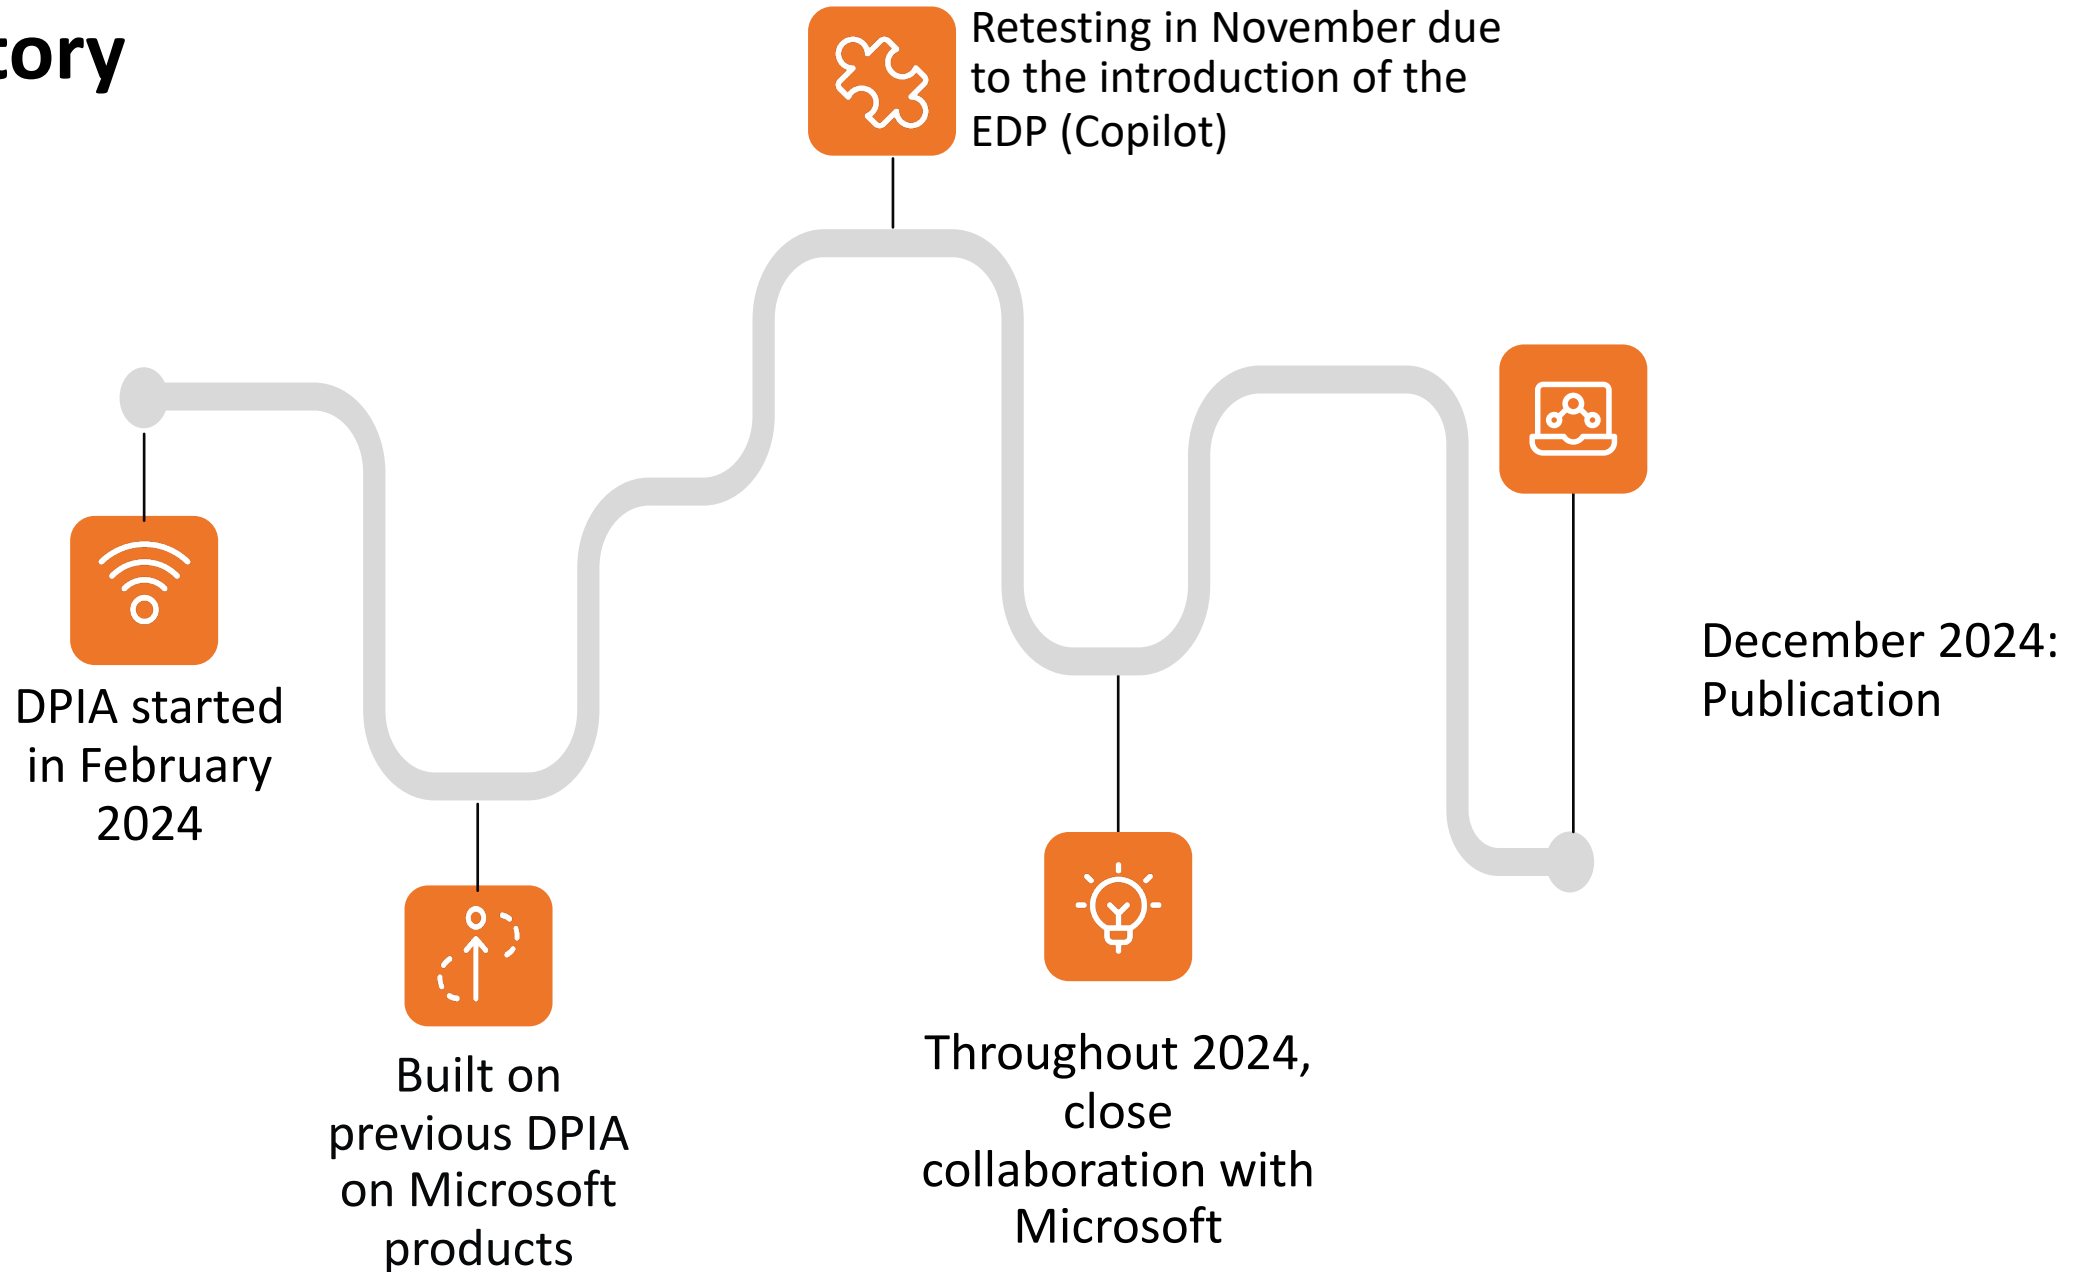 tory
Retesting in November due
to the introduction of the
EDP (Copilot)
DPIA started
in February
2024
December 2024:
Publication
Built on
previous DPIA
on Microsoft
products
Throughout 2024,
close
collaboration with
Microsoft